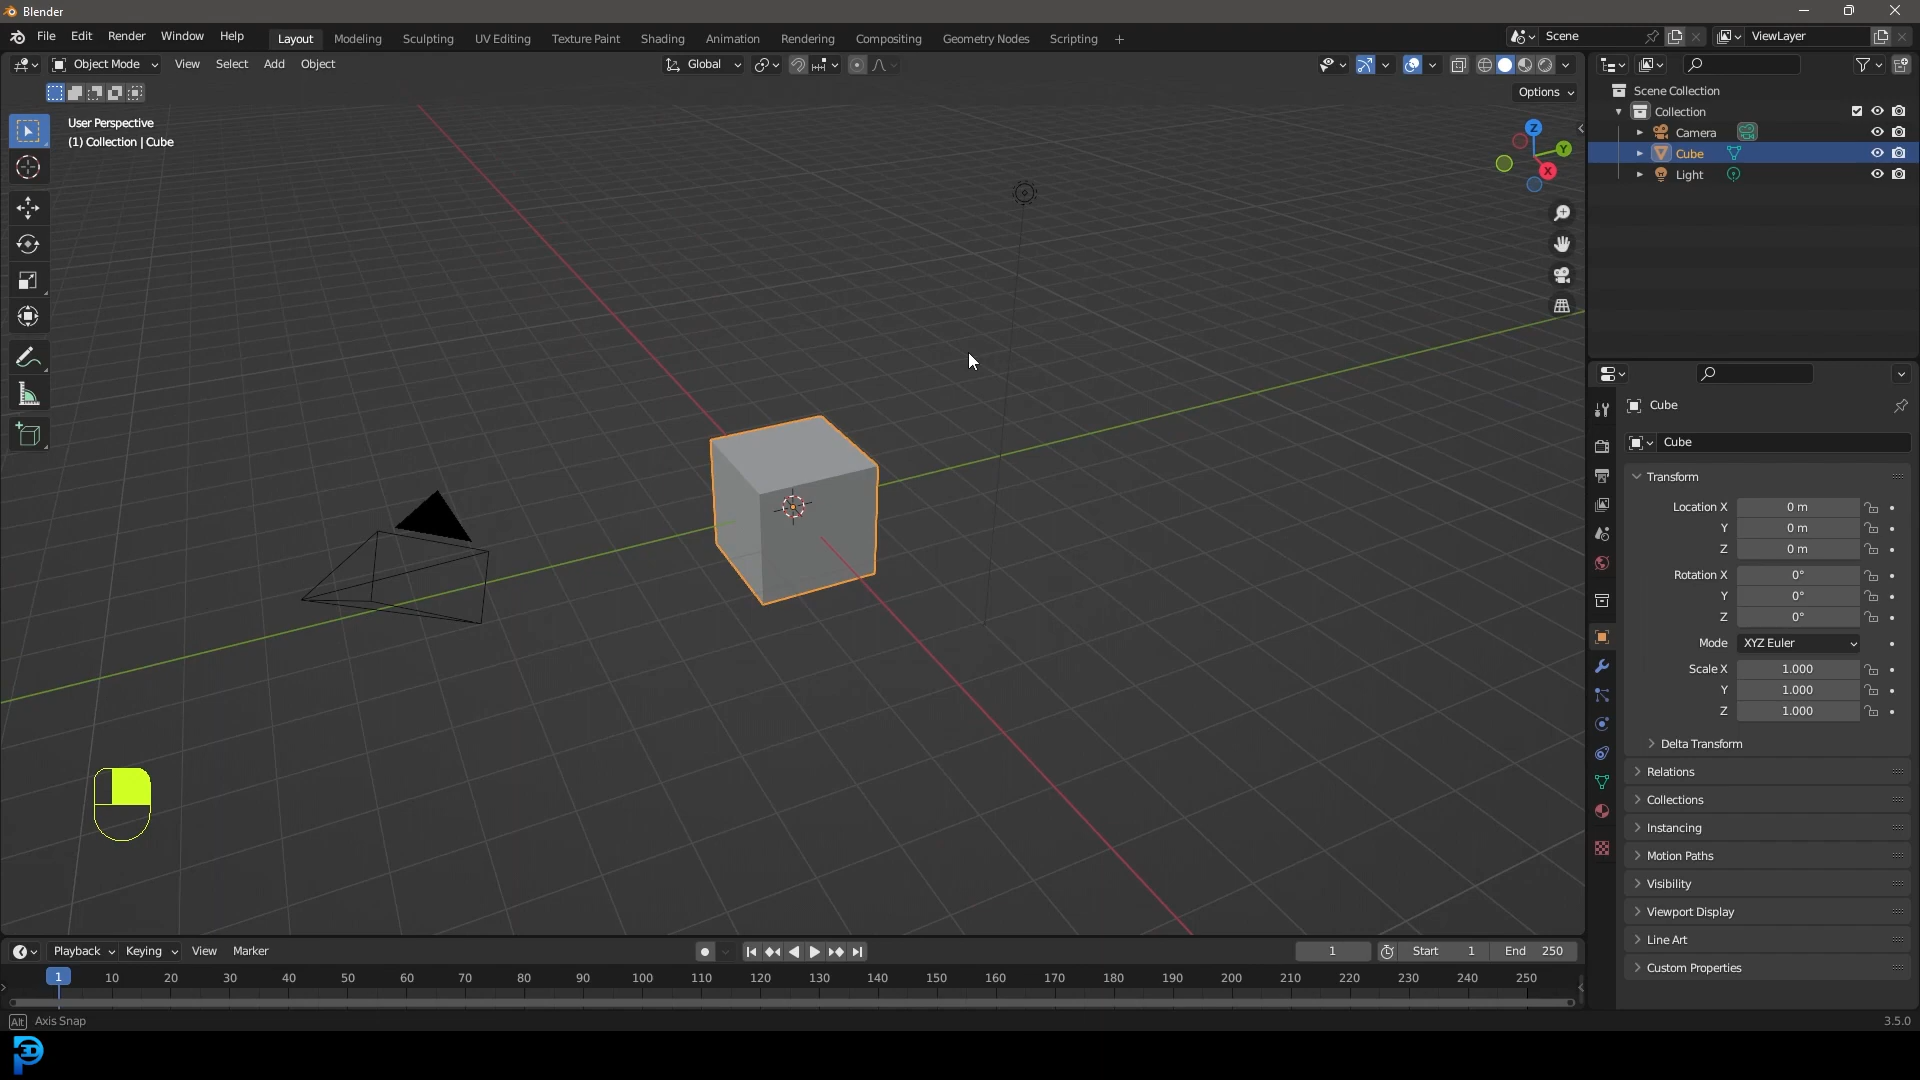 Blender
File Edit Render Window Help Layout Modeling Sculpting UV Editing Texture Paint Shading Animation Rendering Compositing Geometry Nodes Scripting + Scene ViewLayer
Object Mode View Select Add Object Global
Options
User Perspective
(1) Collection | Cube
Z
Y
X
Scene Collection
Collection
Camera
Cube
Light
Cube
Cube
Transform
Location X 0 m
Y 0 m
Z 0 m
Rotation X 0°
Y 0°
Z 0°
Mode XYZ Euler
Scale X 1.000
Y 1.000
Z 1.000
Delta Transform
Relations
Collections
Instancing
Motion Paths
Visibility
Viewport Display
Line Art
Custom Properties
Playback Keying View Marker 1 Start 1 End 250
1 10 20 30 40 50 60 70 80 90 100 110 120 130 140 150 160 170 180 190 200 210 220 230 240 250
Alt Axis Snap 3.5.0
P3D